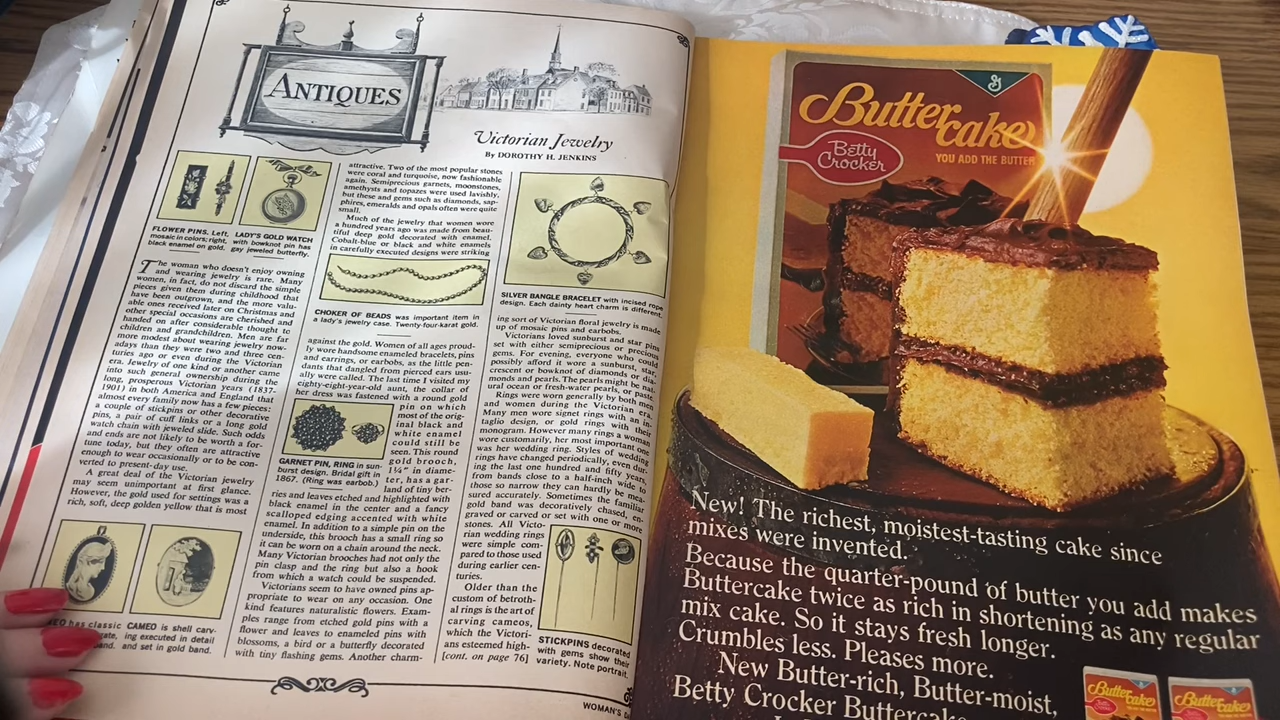 ANTIQUES
Victorian Jewelry
By DOROTHY H. JENKINS
FLOWER PINS. Left,
mosaic in colors; right,
black enamel on gold.
LADY'S GOLD WATCH
with bowknot pin has
gay jeweled butterfly.
The woman who doesn't enjoy owning
and wearing jewelry is rare. Many
women, in fact, do not discard the simple
pieces given them during childhood that
have been outgrown, and the more valu-
able ones received later on Christmas and
other special occasions are cherished and
handed on after considerable thought to
children and grandchildren. Men are far
more modest about wearing jewelry now-
adays than they were two and three cen-
turies ago or even during the Victorian
era. Jewelry of one kind or another came
into such general ownership during the
long, prosperous Victorian years (1837-
1901) in both America and England that
almost every family now has a few pieces:
a couple of stickpins or other decorative
pins, a pair of cuff links or a long gold
watch chain with jeweled slide. Such odds
and ends are not likely to be worth a for-
tune today, but they often are attractive
enough to wear occasionally or to be con-
verted to present-day use.
A great deal of the Victorian jewelry
may seem unimportant at first glance.
However, the gold used for settings was a
rich, soft, deep golden yellow that is most
has classic
CAMEO is shell carv-
ing executed in detail
and set in gold band.
attractive. Two of the most popular stones
were coral and turquoise, now fashionable
again. Semiprecious garnets, moonstones,
amethysts and topazes were used lavishly,
but these and gems such as diamonds, sap-
phires, emeralds and opals often were quite
small.
Much of the jewelry that women wore
a hundred years ago was made from beau-
tiful deep gold decorated with enamel.
Cobalt-blue or black and white enamels
in carefully executed designs were striking
CHOKER OF BEADS was important item in
a lady's jewelry case. Twenty-four-karat gold.
against the gold. Women of all ages proud-
ly wore handsome enameled bracelets, pins
and earrings, or earbobs, as the little pen-
dants that dangled from pierced ears usu-
ally were called. The last time I visited my
eighty-eight-year-old aunt, the collar of
her dress was fastened with a round gold
pin on which
most of the orig-
inal black and
white enamel
could still be
seen. This round
gold brooch,
1¼" in diame-
ter, has a gar-
land of tiny ber-
GARNET PIN, RING in sun-
burst design. Bridal gift in
1867. (Ring was earbob.)
ries and leaves etched and highlighted with
black enamel in the center and a fancy
scalloped edging accented with white
enamel. In addition to a simple pin on the
underside, this brooch has a small ring so
it can be worn on a chain around the neck.
Many Victorian brooches had not only the
pin clasp and the ring but also a hook
from which a watch could be suspended.
Victorians seem to have owned pins ap-
propriate to wear on any occasion. One
kind features naturalistic flowers. Exam-
ples range from etched gold pins with a
flower and leaves to enameled pins with
blossoms, a bird or a butterfly decorated
with tiny flashing gems. Another charm-
SILVER BANGLE BRACELET with incised rope
design. Each dainty heart charm is different.
ing sort of Victorian floral jewelry is made
up of mosaic pins and earbobs.
Victorians loved sunburst and star pins
set with either semiprecious or precious
gems. For evening, everyone who could
possibly afford it wore a sunburst, star,
crescent or bowknot of diamonds or dia-
monds and pearls. The pearls might be nat-
ural ocean or fresh-water pearls, or paste.
Rings were worn generally by both men
and women during the Victorian era.
Many men wore signet rings with an in-
taglio design, or gold rings with their
monogram. However many rings a woman
wore customarily, her most important one
was her wedding ring. Styles of wedding
rings have changed periodically, even dur-
ing the last one hundred and fifty years,
from bands close to a half-inch wide to
those so narrow they can hardly be mea-
sured accurately. Sometimes the familiar
gold band was decoratively chased, en-
graved or carved or set with one or more
stones. All Victo-
rian wedding rings
were simple com-
pared to those used
during earlier cen-
turies.
Older than the
custom of betroth-
al rings is the art of
carving cameos,
which the Victori-
ans esteemed high-
[cont. on page 76]
STICKPINS decorated
with gems show their
variety. Note portrait.
WOMAN'S
Butter
cake
YOU ADD THE BUTTER
Betty
Crocker
New! The richest, moistest-tasting cake since
mixes were invented.
Because the quarter-pound of butter you add makes
Buttercake twice as rich in shortening as any regular
mix cake. So it stays fresh longer.
Crumbles less. Pleases more.
New Butter-rich, Butter-moist,
Betty Crocker Buttercake
Butter
cake
Butter
cake